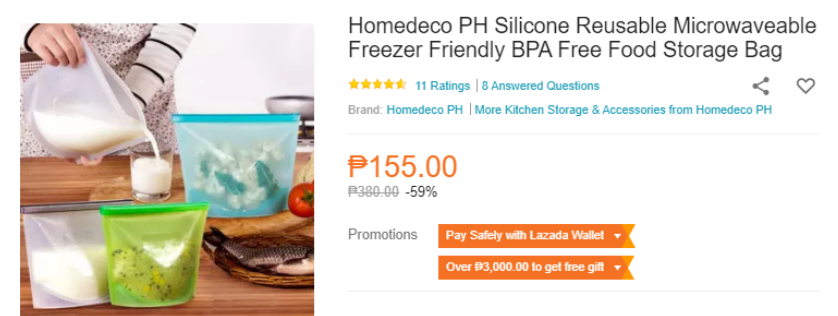 Homedeco PH Silicone Reusable Microwaveable
Freezer Friendly BPA Free Food Storage Bag
11 Ratings | 8 Answered Questions
Brand: Homedeco PH | More Kitchen Storage & Accessories from Homedeco PH
₱155.00
₱380.00 -59%
Promotions Pay Safely with Lazada Wallet
Over ₱3,000.00 to get free gift